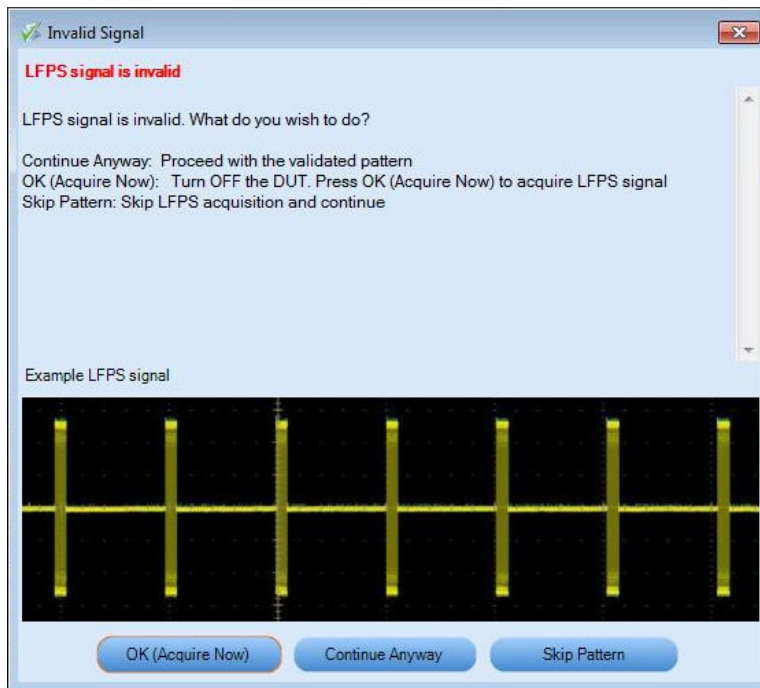 Invalid Signal
LFPS signal is invalid
LFPS signal is invalid. What do you wish to do?
Continue Anyway: Proceed with the validated pattern
OK (Acquire Now): Turn OFF the DUT. Press OK (Acquire Now) to acquire LFPS signal
Skip Pattern: Skip LFPS acquisition and continue
Example LFPS signal
OK (Acquire Now) Continue Anyway Skip Pattern